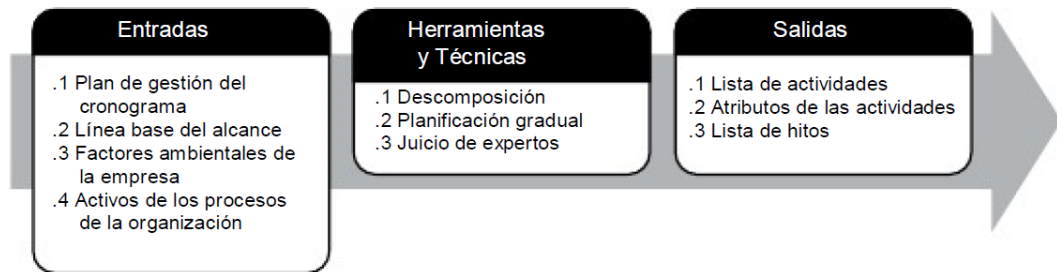 Entradas
.1 Plan de gestión del
cronograma
.2 Línea base del alcance
.3 Factores ambientales de
la empresa
.4 Activos de los procesos
de la organización
Herramientas
y Técnicas
.1 Descomposición
.2 Planificación gradual
.3 Juicio de expertos
Salidas
.1 Lista de actividades
.2 Atributos de las actividades
.3 Lista de hitos